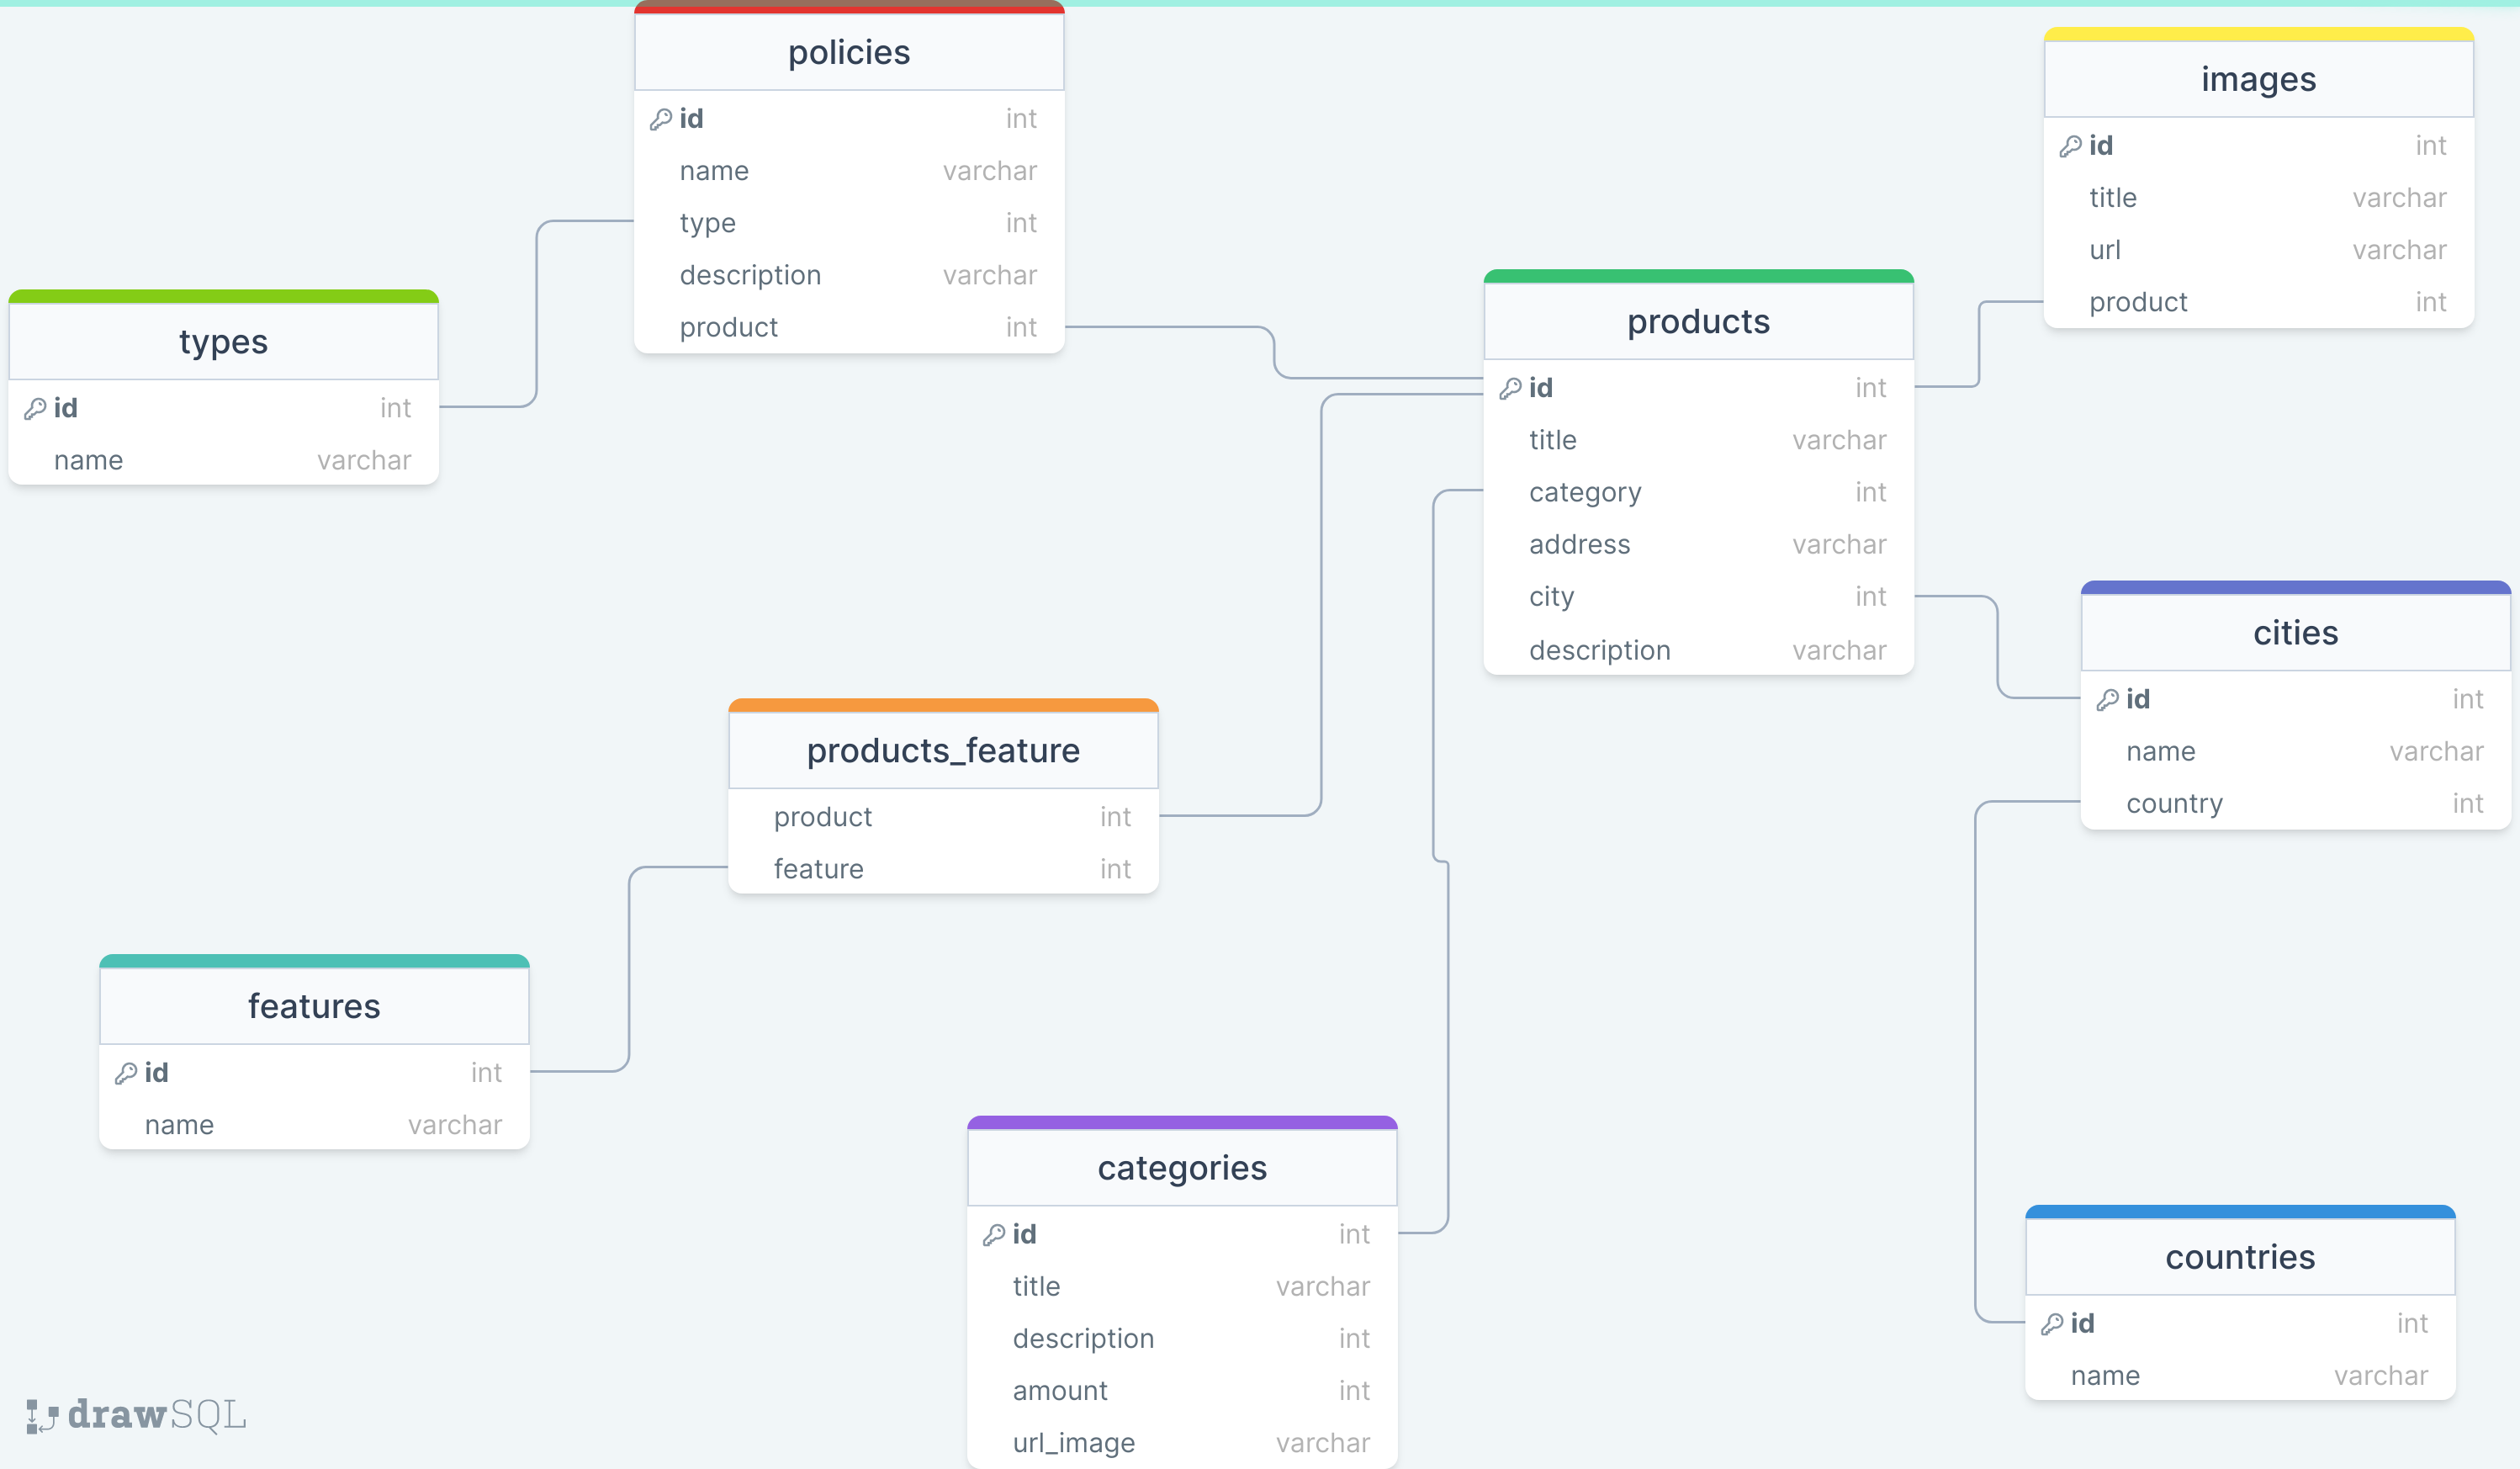 policies
id int
name varchar
type int
description varchar
product int
images
id int
title varchar
url varchar
product int
types
id int
name varchar
products
id int
title varchar
category int
address varchar
city int
description varchar
cities
id int
name varchar
country int
products_feature
product int
feature int
features
id int
name varchar
categories
id int
title varchar
description int
amount int
url_image varchar
countries
id int
name varchar
drawSQL